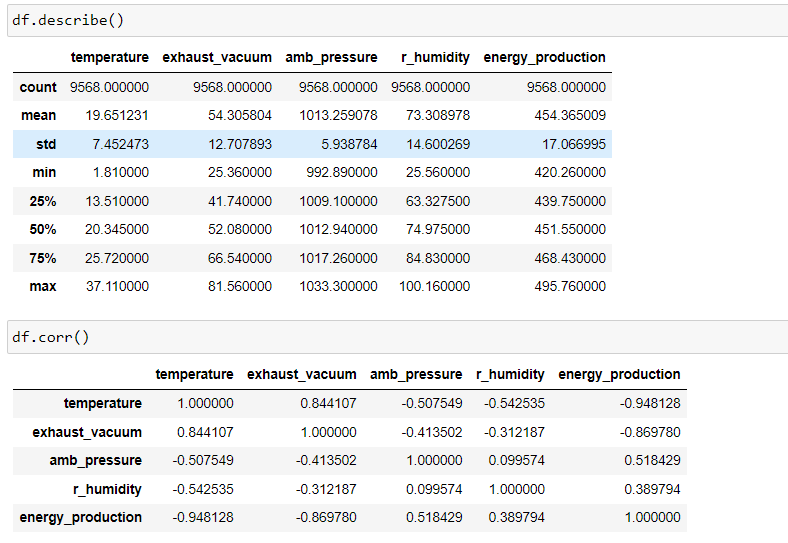 df.describe()
temperature exhaust_vacuum amb_pressure r_humidity energy_production
count 9568.000000 9568.000000 9568.000000 9568.000000 9568.000000
mean 19.651231 54.305804 1013.259078 73.308978 454.365009
std 7.452473 12.707893 5.938784 14.600269 17.066995
min 1.810000 25.360000 992.890000 25.560000 420.260000
25% 13.510000 41.740000 1009.100000 63.327500 439.750000
50% 20.345000 52.080000 1012.940000 74.975000 451.550000
75% 25.720000 66.540000 1017.260000 84.830000 468.430000
max 37.110000 81.560000 1033.300000 100.160000 495.760000
df.corr()
temperature exhaust_vacuum amb_pressure r_humidity energy_production
temperature 1.000000 0.844107 -0.507549 -0.542535 -0.948128
exhaust_vacuum 0.844107 1.000000 -0.413502 -0.312187 -0.869780
amb_pressure -0.507549 -0.413502 1.000000 0.099574 0.518429
r_humidity -0.542535 -0.312187 0.099574 1.000000 0.389794
energy_production -0.948128 -0.869780 0.518429 0.389794 1.000000